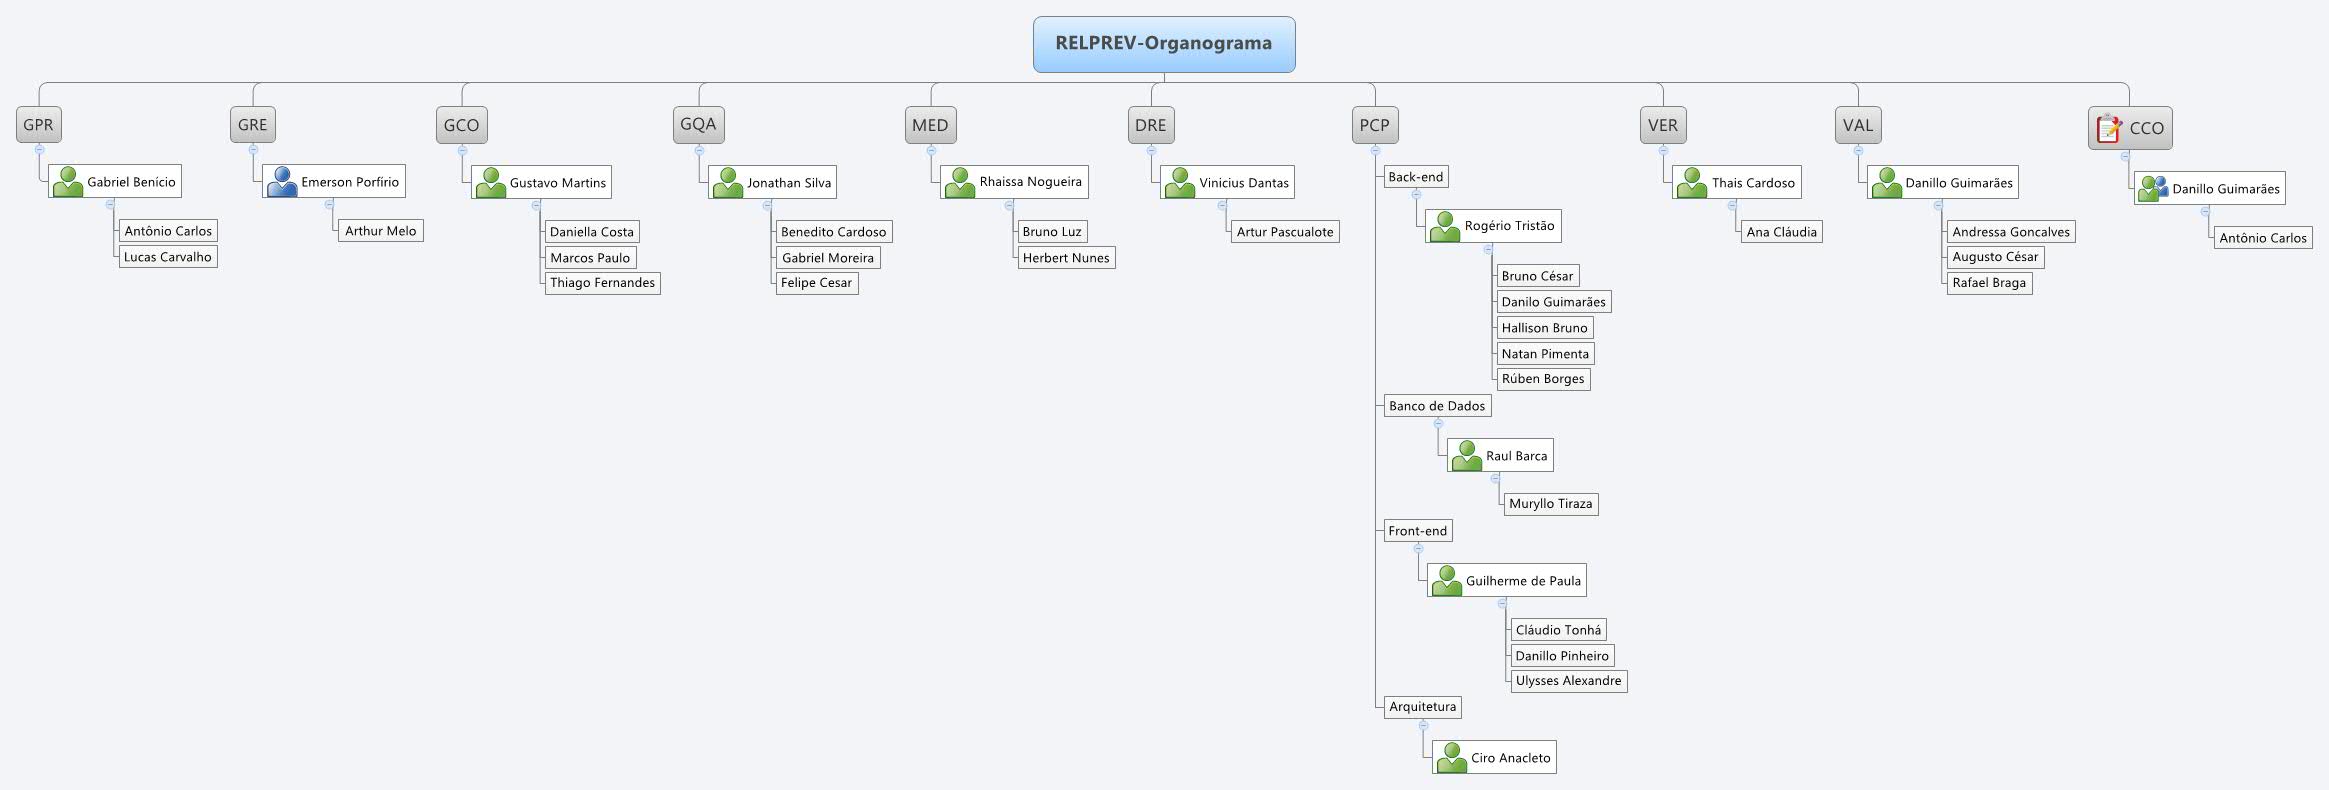 RELPREV-Organograma
GPR
Gabriel Benício
Antônio Carlos
Lucas Carvalho
GRE
Emerson Porfírio
Arthur Melo
GCO
Gustavo Martins
Daniella Costa
Marcos Paulo
Thiago Fernandes
GQA
Jonathan Silva
Benedito Cardoso
Gabriel Moreira
Felipe Cesar
MED
Rhaissa Nogueira
Bruno Luz
Herbert Nunes
DRE
Vinicius Dantas
Artur Pascualote
PCP
Back-end
Rogério Tristão
Bruno César
Danilo Guimarães
Hallison Bruno
Natan Pimenta
Rúben Borges
Banco de Dados
Raul Barca
Muryllo Tiraza
Front-end
Guilherme de Paula
Cláudio Tonhá
Danillo Pinheiro
Ulysses Alexandre
Arquitetura
Ciro Anacleto
VER
Thais Cardoso
Ana Cláudia
VAL
Danillo Guimarães
Andressa Goncalves
Augusto César
Rafael Braga
CCO
Danillo Guimarães
Antônio Carlos